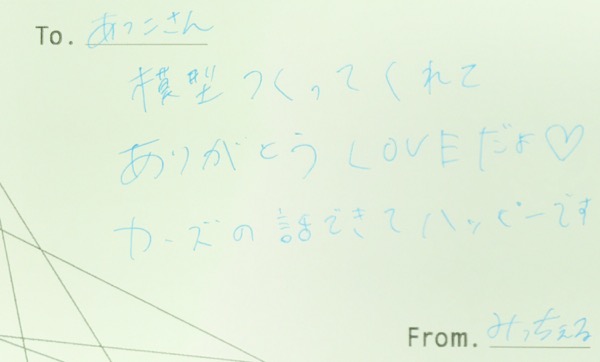 To. あっこさん
模型つくってくれて
ありがとう LOVEだよ♡
カーズの話できてハッピーです
From. みっちぇる